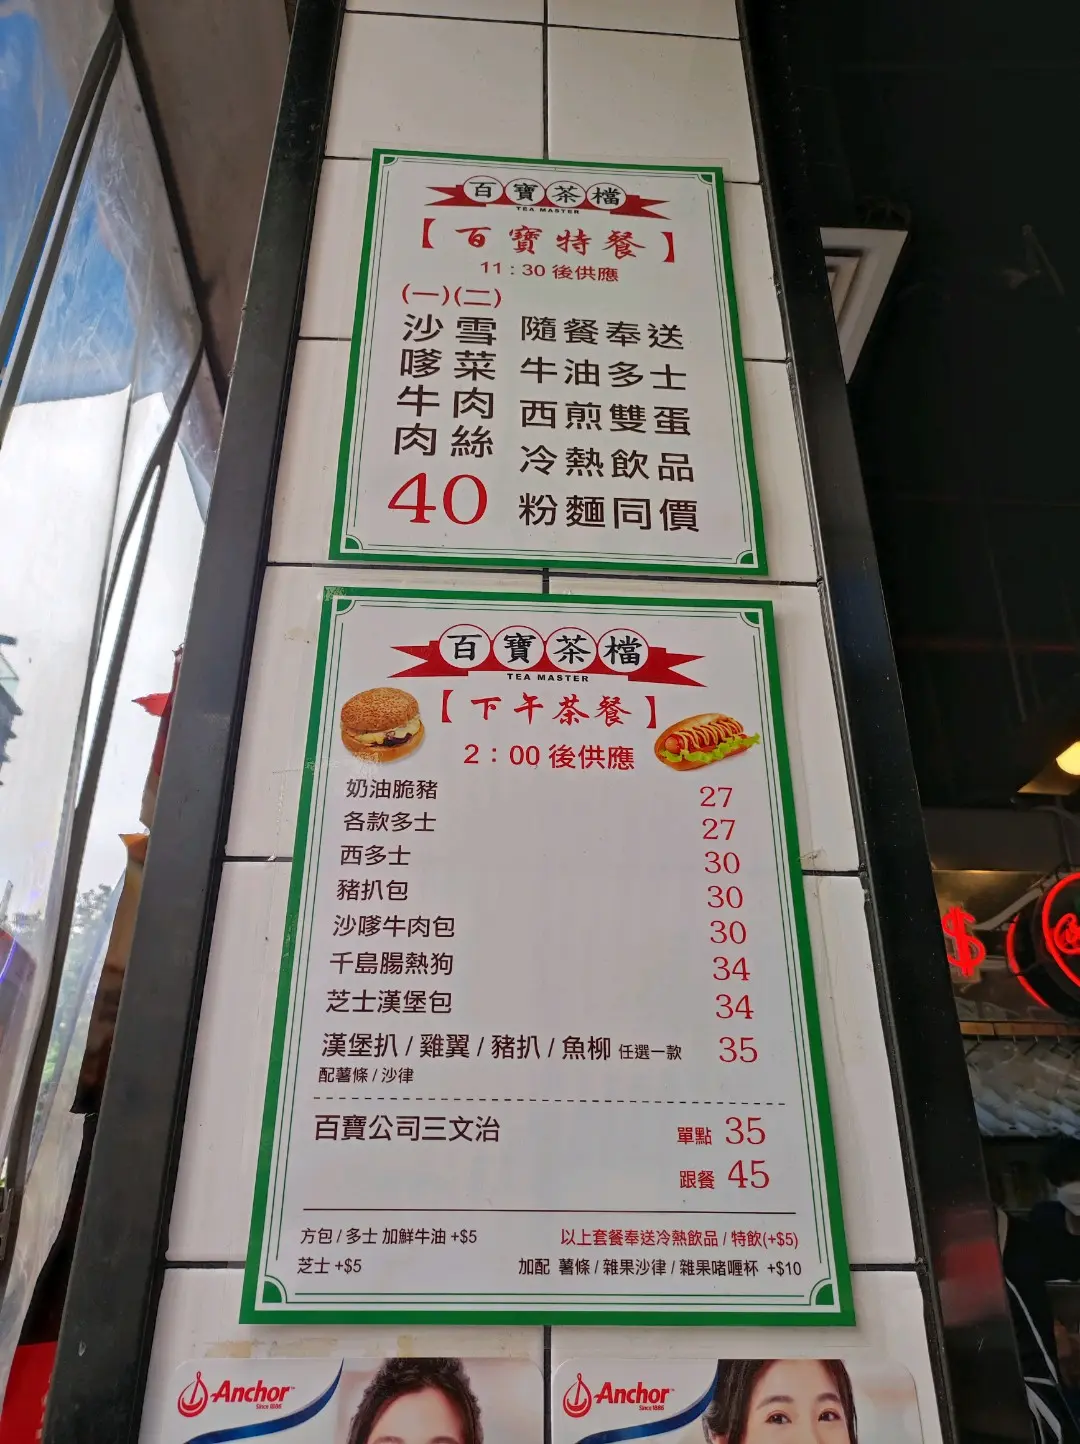 百寶茶檔
TEA MASTER
【百寶特餐】
11:30 後供應
(一)(二)
沙嗲牛肉
雪菜肉絲
40
隨餐奉送
牛油多士
西煎雙蛋
冷熱飲品
粉麵同價
百寶茶檔
TEA MASTER
【下午茶餐】
2:00 後供應
奶油脆豬 27
各款多士 27
西多士 30
豬扒包 30
沙嗲牛肉包 30
千島腸熱狗 34
芝士漢堡包 34
漢堡扒 / 雞翼 / 豬扒 / 魚柳 任選一款 35
配薯條 / 沙律
百寶公司三文治 單點 35
跟餐 45
方包 / 多士 加鮮牛油 +$5 以上套餐奉送冷熱飲品 / 特飲(+$5)
芝士 +$5 加配 薯條 / 雜果沙律 / 雜果啫喱杯 +$10
Anchor™
Since 1886
Anchor™
Since 1886
$